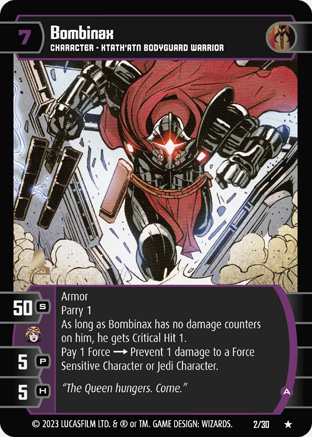 7
Bombinax
CHARACTER - KTATH'ATN BODYGUARD WARRIOR
50 S
Armor
Parry 1
As long as Bombinax has no damage counters
on him, he gets Critical Hit 1.
5 P
Pay 1 Force → Prevent 1 damage to a Force
Sensitive Character or Jedi Character.
5 H
"The Queen hungers. Come."
A
© 2023 LUCASFILM LTD. & ® or TM. GAME DESIGN: WIZARDS. 2/30 ★